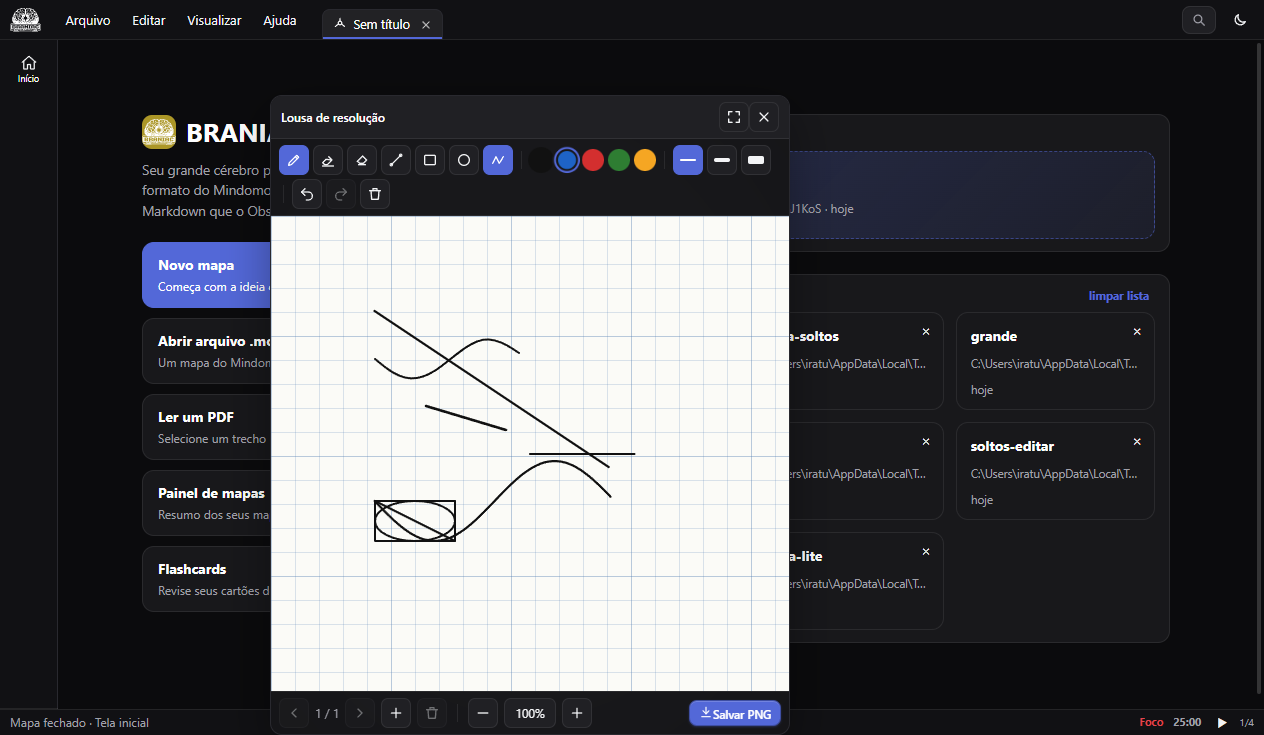 Arquivo Editar Visualizar Ajuda Sem título
Início
Lousa de resolução
BRANIA
Seu grande cérebro p
formato do Mindomo
Markdown que o Obs
J1KoS · hoje
Novo mapa
Começa com a ideia
limpar lista
Abrir arquivo .mo
Um mapa do Mindom
a-soltos
ers\iratu\AppData\Local\T...
grande
C:\Users\iratu\AppData\Local\T...
hoje
Ler um PDF
Selecione um trecho
soltos-editar
ers\iratu\AppData\Local\T...
C:\Users\iratu\AppData\Local\T...
hoje
Painel de mapas
Resumo dos seus ma
a-lite
ers\iratu\AppData\Local\T...
Flashcards
Revise seus cartões d
1 / 1
100%
Salvar PNG
Mapa fechado · Tela inicial
Foco 25:00 1/4